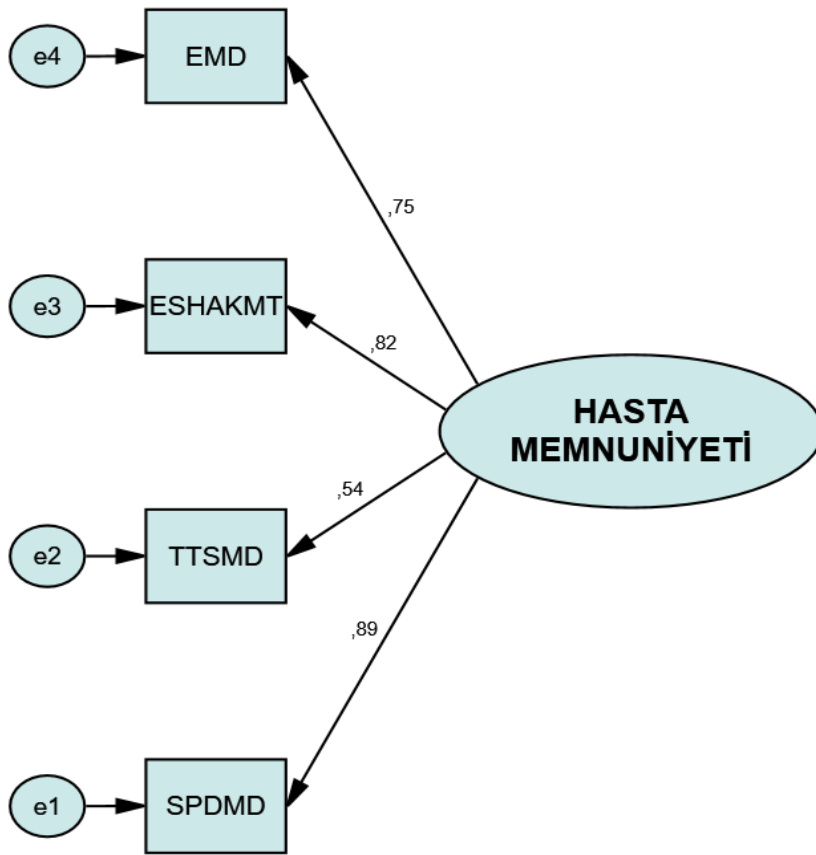 e4
EMD
,75
e3
ESHAKMT
,82
HASTA
MEMNUNİYETİ
,54
e2
TTSMD
,89
e1
SPDMD